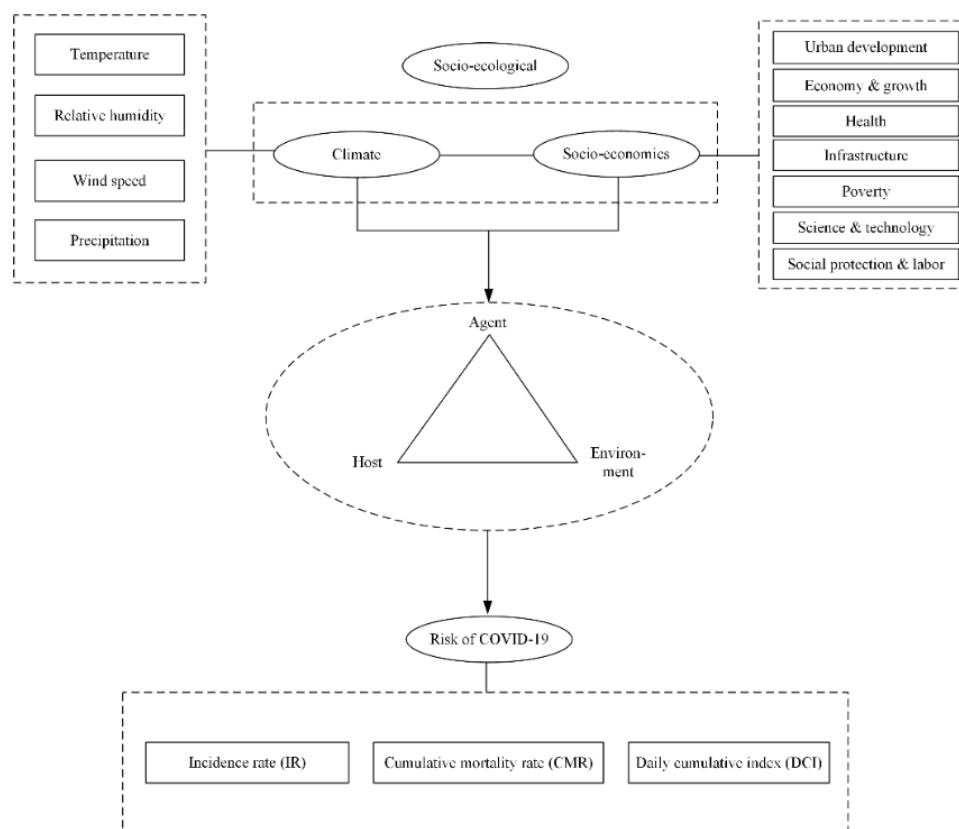 Temperature
Relative humidity
Wind speed
Precipitation
Socio-ecological
Climate
Socio-economics
Urban development
Economy & growth
Health
Infrastructure
Poverty
Science & technology
Social protection & labor
Agent
Host
Environ-
ment
Risk of COVID-19
Incidence rate (IR)
Cumulative mortality rate (CMR)
Daily cumulative index (DCI)